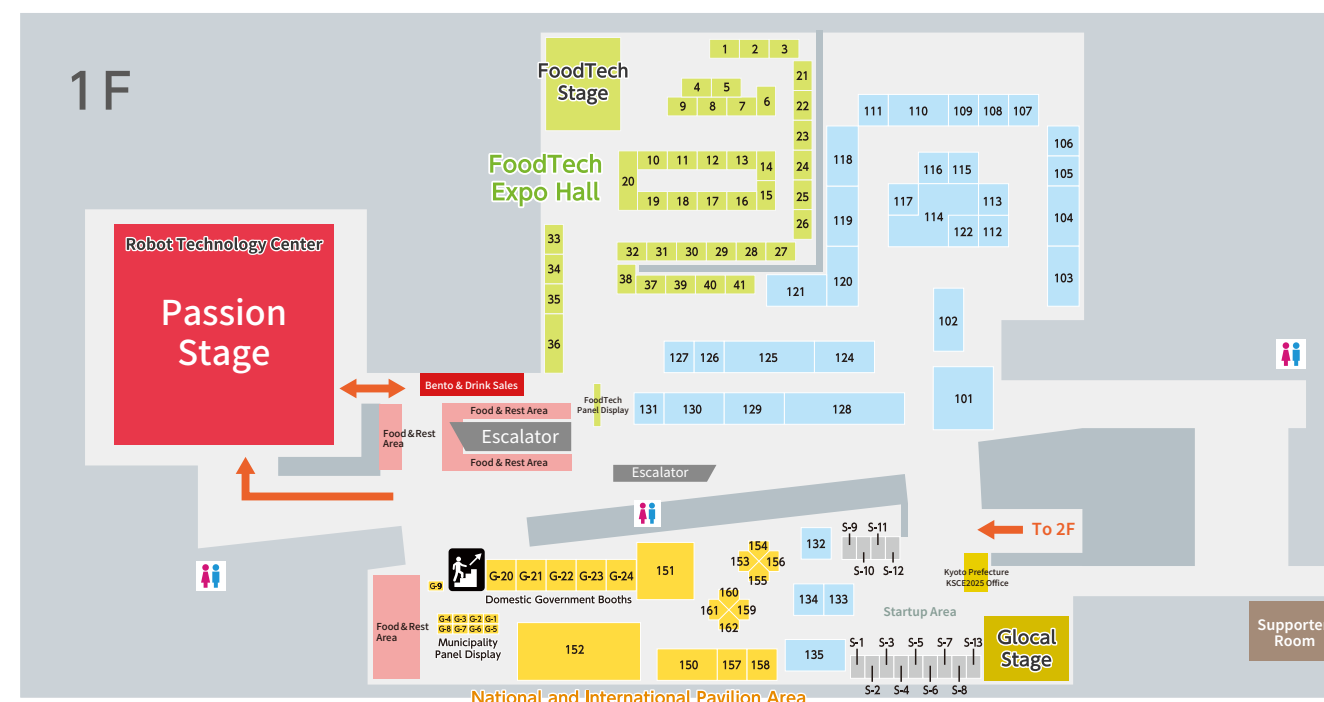 1F
FoodTech
Stage
1 2 3
21
4 5
9 8 7 6
22
23
FoodTech
Expo Hall
10 11 12 13 14
24
20
19 18 17 16 15
25
26
32 31 30 29 28 27
38 37 39 40 41
33
34
35
36
111 110 109 108 107
118
106
116 115
105
117 114 113
104
119
122 112
103
120
121
102
Robot Technology Center
Passion
Stage
127 126 125 124
101
Bento & Drink Sales
FoodTech
Panel Display
131 130 129 128
Food & Rest Area
Food & Rest
Area
Escalator
Food & Rest Area
Escalator
To 2F
S-9 S-11
132
S-10 S-12
154
153 156
155
151
G-20 G-21 G-22 G-23 G-24
G-9
Domestic Government Booths
Kyoto Prefecture
KSCE2025 Office
160
161 159
162
134 133
Startup Area
G-4 G-3 G-2 G-1
G-8 G-7 G-6 G-5
Municipality
Panel Display
Food & Rest
Area
152
150 157 158
135
S-1 S-3 S-5 S-7 S-13
S-2 S-4 S-6 S-8
Glocal
Stage
Supporte
Room
National and International Pavilion Area